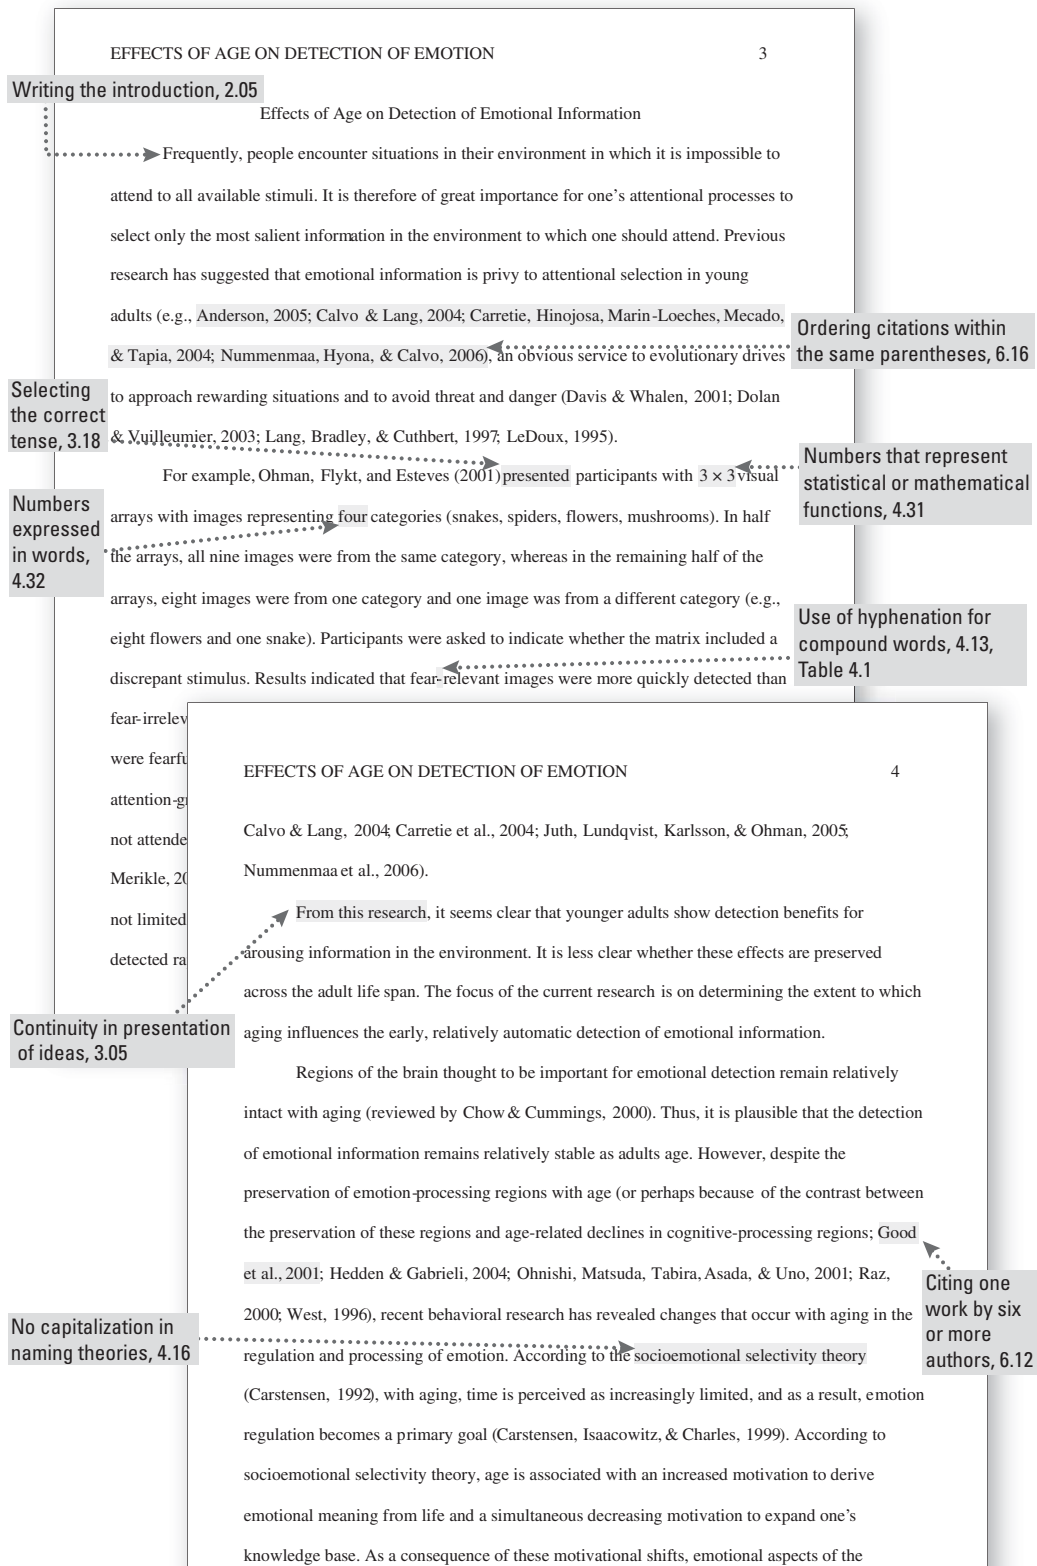 EFFECTS OF AGE ON DETECTION OF EMOTION 3
Writing the introduction, 2.05
Effects of Age on Detection of Emotional Information
Frequently, people encounter situations in their environment in which it is impossible to
attend to all available stimuli. It is therefore of great importance for one's attentional processes to
select only the most salient information in the environment to which one should attend. Previous
research has suggested that emotional information is privy to attentional selection in young
adults (e.g., Anderson, 2005; Calvo & Lang, 2004; Carretie, Hinojosa, Marin-Loeches, Mecado,
& Tapia, 2004; Nummenmaa, Hyona, & Calvo, 2006), an obvious service to evolutionary drives
to approach rewarding situations and to avoid threat and danger (Davis & Whalen, 2001; Dolan
& Vuilleumier, 2003; Lang, Bradley, & Cuthbert, 1997; LeDoux, 1995).
Ordering citations within
the same parentheses, 6.16
Selecting
the correct
tense, 3.18
For example, Ohman, Flykt, and Esteves (2001) presented participants with 3 × 3 visual
arrays with images representing four categories (snakes, spiders, flowers, mushrooms). In half
the arrays, all nine images were from the same category, whereas in the remaining half of the
arrays, eight images were from one category and one image was from a different category (e.g.,
eight flowers and one snake). Participants were asked to indicate whether the matrix included a
discrepant stimulus. Results indicated that fear-relevant images were more quickly detected than
fear-irrelev
were fearfu
attention-gr
not attende
Merikle, 20
not limited
detected ra
Numbers that represent
statistical or mathematical
functions, 4.31
Numbers
expressed
in words,
4.32
Use of hyphenation for
compound words, 4.13,
Table 4.1
EFFECTS OF AGE ON DETECTION OF EMOTION 4
Calvo & Lang, 2004; Carretie et al., 2004; Juth, Lundqvist, Karlsson, & Ohman, 2005;
Nummenmaa et al., 2006).
From this research, it seems clear that younger adults show detection benefits for
arousing information in the environment. It is less clear whether these effects are preserved
across the adult life span. The focus of the current research is on determining the extent to which
aging influences the early, relatively automatic detection of emotional information.
Continuity in presentation
of ideas, 3.05
Regions of the brain thought to be important for emotional detection remain relatively
intact with aging (reviewed by Chow & Cummings, 2000). Thus, it is plausible that the detection
of emotional information remains relatively stable as adults age. However, despite the
preservation of emotion-processing regions with age (or perhaps because of the contrast between
the preservation of these regions and age-related declines in cognitive-processing regions; Good
et al., 2001; Hedden & Gabrieli, 2004; Ohnishi, Matsuda, Tabira, Asada, & Uno, 2001; Raz,
2000; West, 1996), recent behavioral research has revealed changes that occur with aging in the
regulation and processing of emotion. According to the socioemotional selectivity theory
(Carstensen, 1992), with aging, time is perceived as increasingly limited, and as a result, emotion
regulation becomes a primary goal (Carstensen, Isaacowitz, & Charles, 1999). According to
socioemotional selectivity theory, age is associated with an increased motivation to derive
emotional meaning from life and a simultaneous decreasing motivation to expand one's
knowledge base. As a consequence of these motivational shifts, emotional aspects of the
Citing one
work by six
or more
authors, 6.12
No capitalization in
naming theories, 4.16